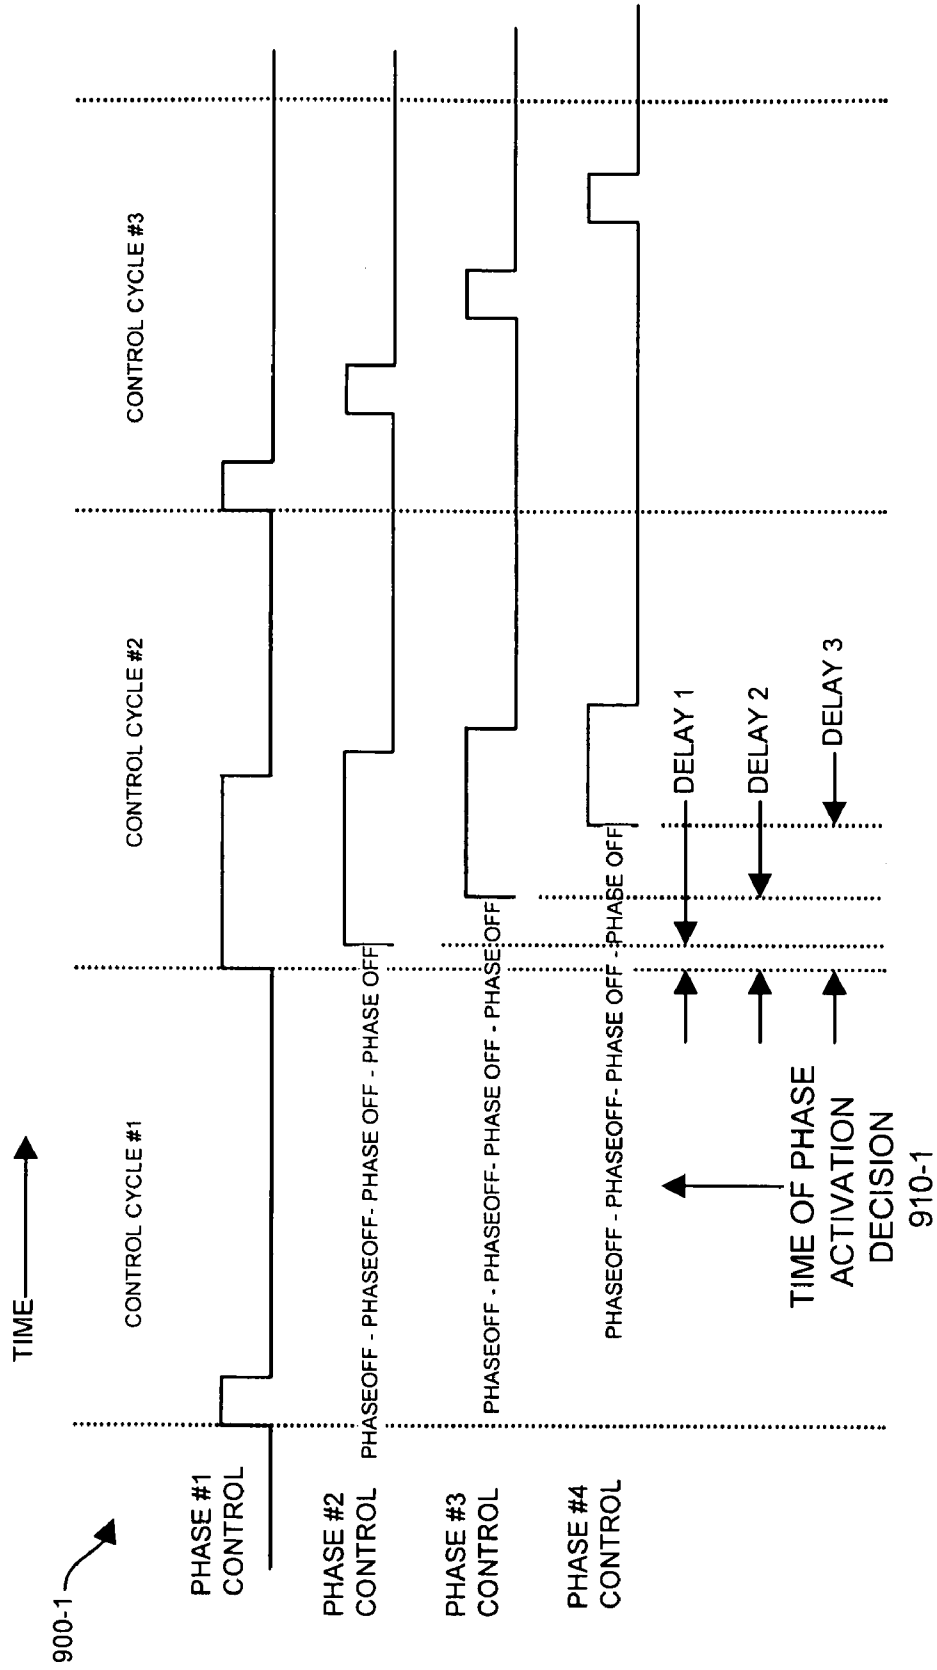 900-1
TIME
CONTROL CYCLE #1
CONTROL CYCLE #2
CONTROL CYCLE #3
PHASE #1
CONTROL
PHASE #2
CONTROL
PHASEOFF - PHASEOFF- PHASE OFF - PHASE OFF
PHASE #3
CONTROL
PHASEOFF - PHASEOFF- PHASE OFF - PHASE OFF
PHASE #4
CONTROL
PHASEOFF - PHASEOFF- PHASE OFF - PHASE OFF
DELAY 1
DELAY 2
DELAY 3
TIME OF PHASE
ACTIVATION
DECISION
910-1